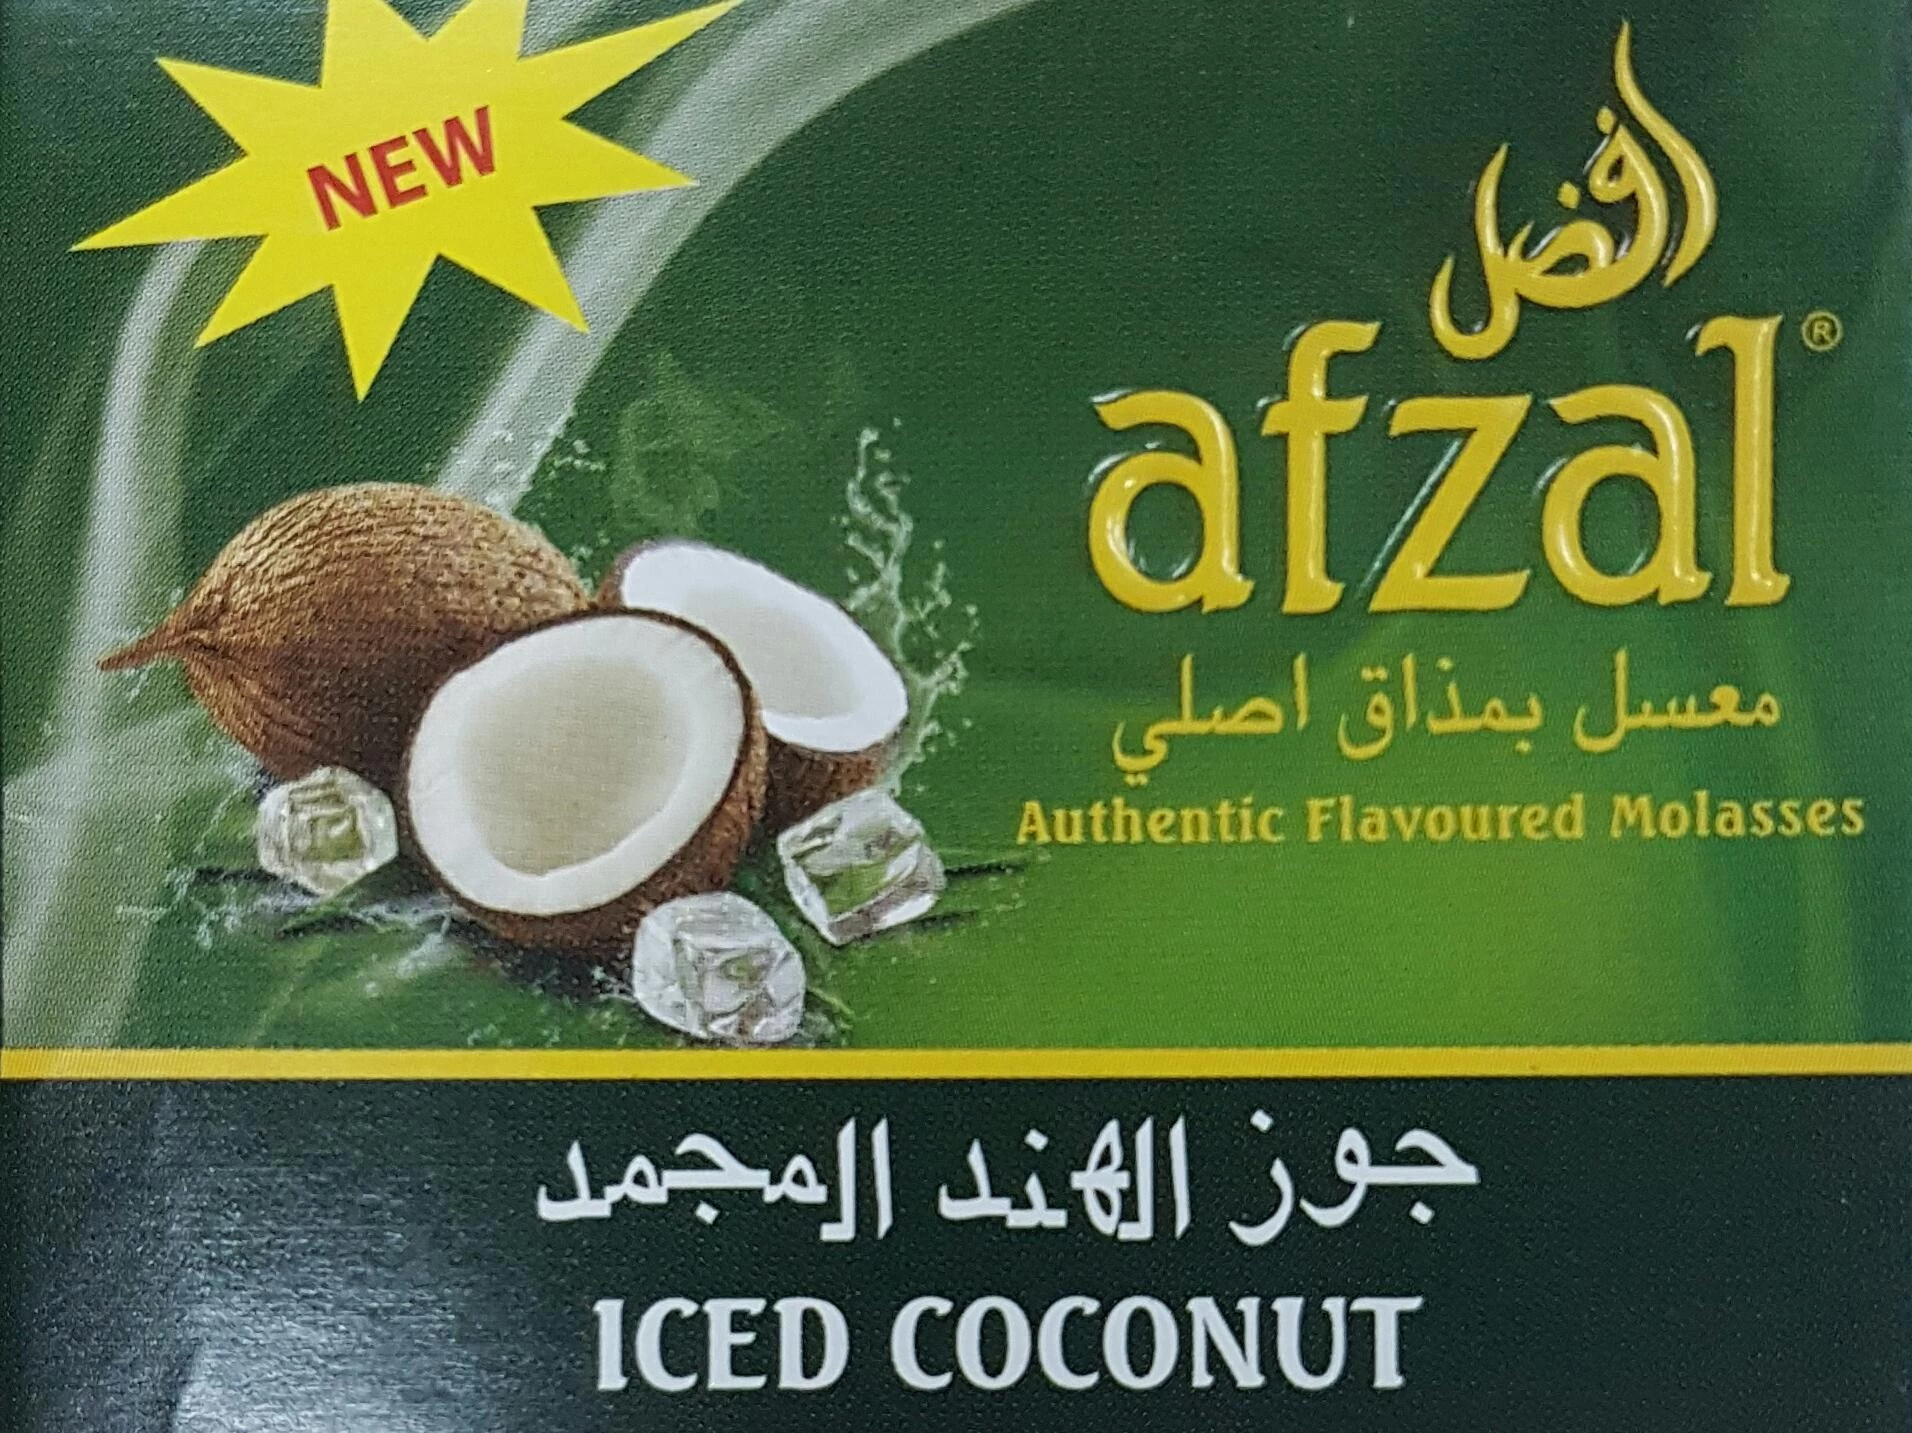 NEW
افضل
afzal®
معسل بمذاق اصلي
Authentic Flavoured Molasses
جوز الهند المجمد
ICED COCONUT